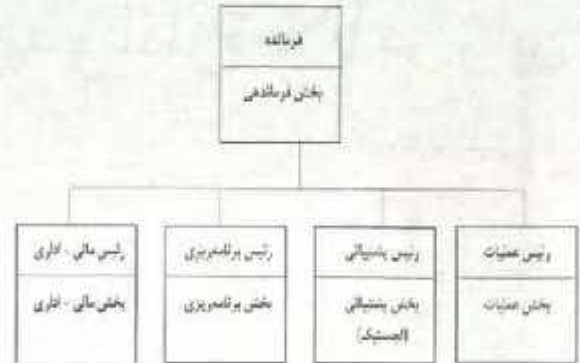 فرمانده
بخش فرماندهی
رئیس عملیات
بخش عملیات
رئیس پشتیبانی
بخش پشتیبانی
(لجستیک)
رئیس برنامه‌ریزی
بخش برنامه‌ریزی
رئیس مالی - اداری
بخش مالی - اداری